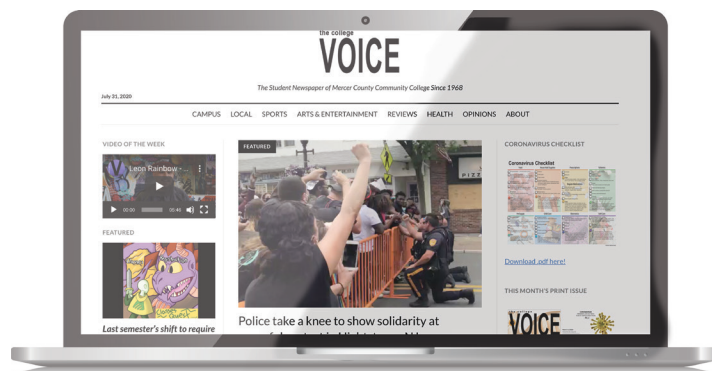 the college
VOICE
The Student Newspaper of Mercer County Community College Since 1968
July 31, 2020
CAMPUS LOCAL SPORTS ARTS & ENTERTAINMENT REVIEWS HEALTH OPINIONS ABOUT
VIDEO OF THE WEEK
Leon Rainbow - ...
00:00 00:40
FEATURED
Last semester's shift to require
FEATURED
PIZZ
Police take a knee to show solidarity at
CORONAVIRUS CHECKLIST
Coronavirus Checklist
Download .pdf here!
THIS MONTH'S PRINT ISSUE
the college
VOICE